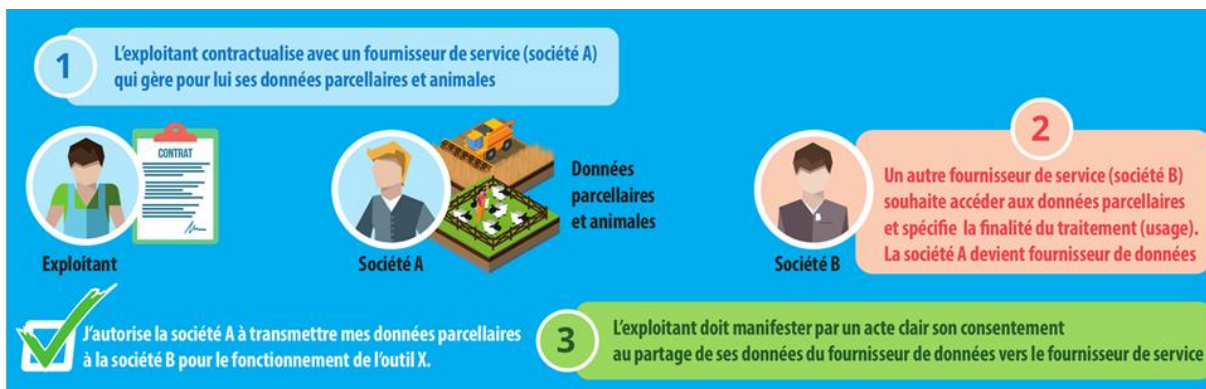 1
L'exploitant contractualise avec un fournisseur de service (société A)
qui gère pour lui ses données parcellaires et animales
CONTRAT
Exploitant
Société A
Données
parcellaires
et animales
Société B
2
Un autre fournisseur de service (société B)
souhaite accéder aux données parcellaires
et spécifie la finalité du traitement (usage).
La société A devient fournisseur de données
J'autorise la société A à transmettre mes données parcellaires
à la société B pour le fonctionnement de l'outil X.
3
L'exploitant doit manifester par un acte clair son consentement
au partage de ses données du fournisseur de données vers le fournisseur de service